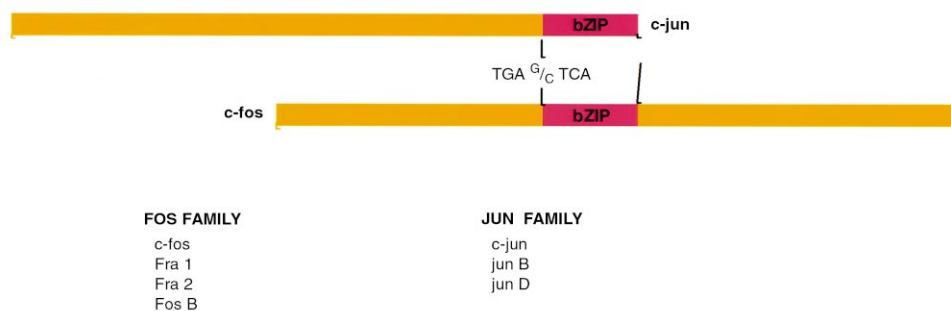 bZIP c-jun
TGA G/C TCA
c-fos bZIP
FOS FAMILY
c-fos
Fra 1
Fra 2
Fos B
JUN FAMILY
c-jun
jun B
jun D